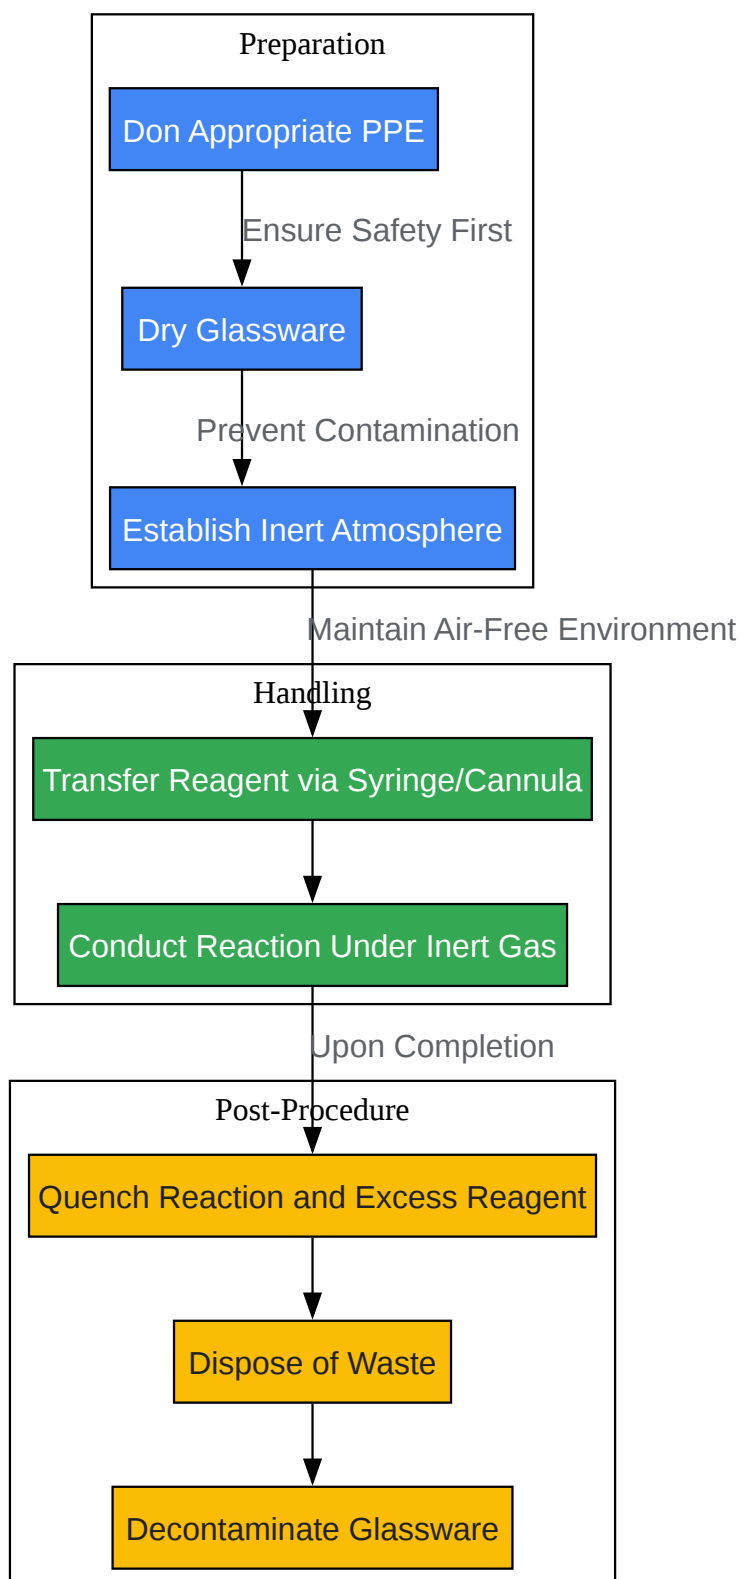 Preparation
Don Appropriate PPE
Ensure Safety First
Dry Glassware
Prevent Contamination
Establish Inert Atmosphere
Maintain Air-Free Environment
Handling
Transfer Reagent via Syringe/Cannula
Conduct Reaction Under Inert Gas
Upon Completion
Post-Procedure
Quench Reaction and Excess Reagent
Dispose of Waste
Decontaminate Glassware